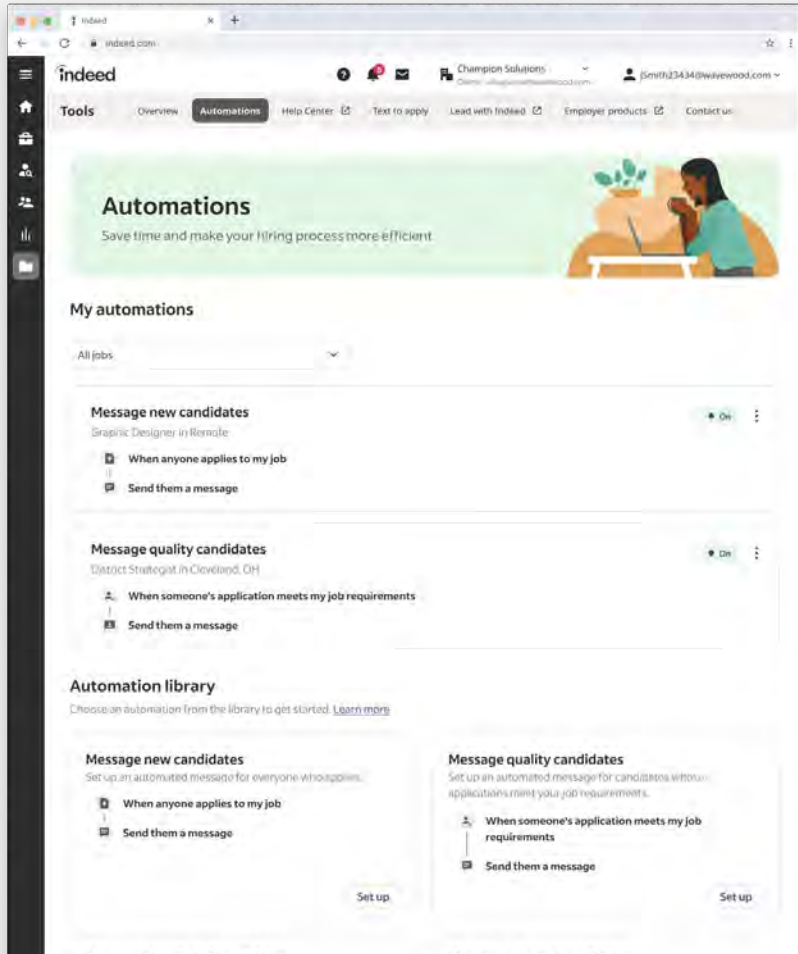 Indeed
indeed.com
indeed
Champion Solutions
jSmith23434@wavewood.com
Tools
Overview
Automations
Help Center
Text to apply
Lead with Indeed
Employer products
Contact us
Automations
Save time and make your hiring process more efficient
My automations
All jobs
Message new candidates
On
Graphic Designer in Remote
When anyone applies to my job
Send them a message
Message quality candidates
On
District Strategist in Cleveland, OH
When someone's application meets my job requirements
Send them a message
Automation library
Choose an automation from the library to get started. Learn more
Message new candidates
Set up an automated message for everyone who applies.
When anyone applies to my job
Send them a message
Set up
Message quality candidates
Set up an automated message for candidates whose
applications meet your job requirements.
When someone's application meets my job
requirements
Send them a message
Set up